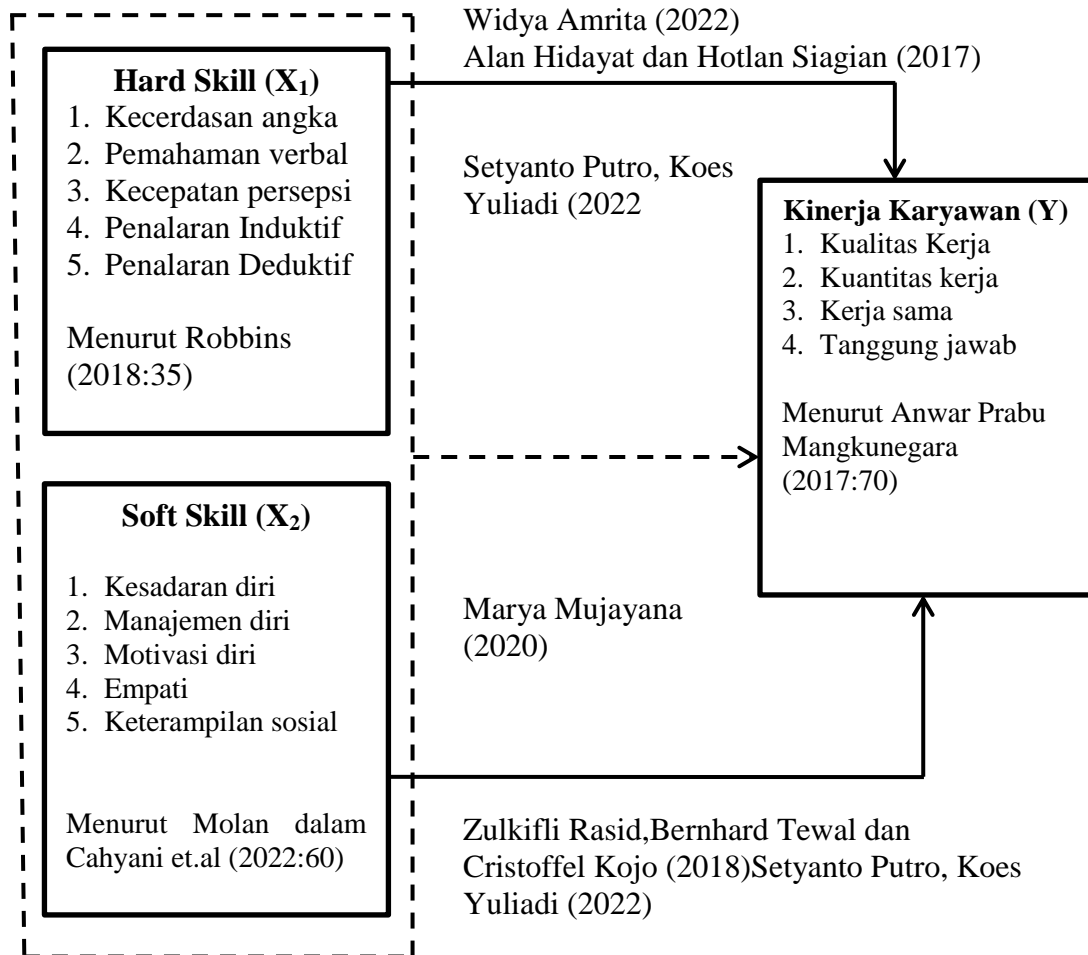 Widya Amrita (2022)
Alan Hidayat dan Hotlan Siagian (2017)
Hard Skill (X₁)
1. Kecerdasan angka
2. Pemahaman verbal
3. Kecepatan persepsi
4. Penalaran Induktif
5. Penalaran Deduktif
Menurut Robbins
(2018:35)
Setyanto Putro, Koes
Yuliadi (2022
Kinerja Karyawan (Y)
1. Kualitas Kerja
2. Kuantitas kerja
3. Kerja sama
4. Tanggung jawab
Menurut Anwar Prabu
Mangkunegara
(2017:70)
Soft Skill (X₂)
1. Kesadaran diri
2. Manajemen diri
3. Motivasi diri
4. Empati
5. Keterampilan sosial
Menurut Molan dalam
Cahyani et.al (2022:60)
Marya Mujayana
(2020)
Zulkifli Rasid,Bernhard Tewal dan
Cristoffel Kojo (2018)Setyanto Putro, Koes
Yuliadi (2022)